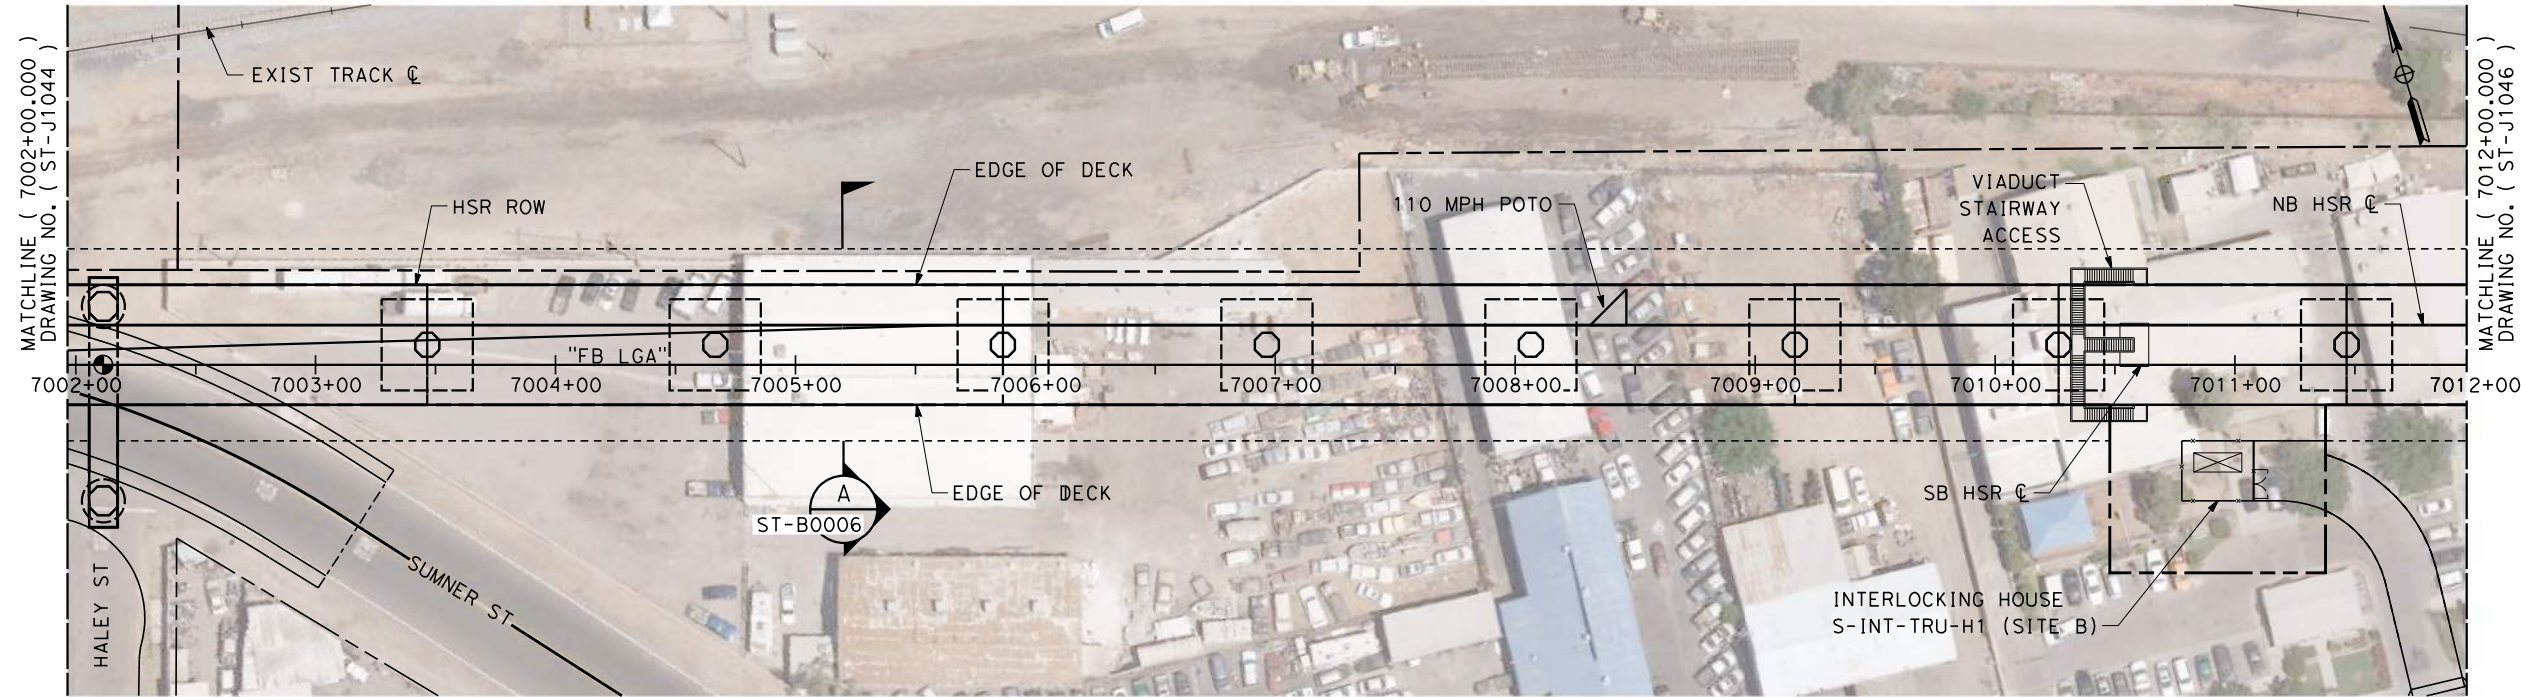 MATCHLINE ( 7002+00.000 )
DRAWING NO. ( ST-J1044 )
EXIST TRACK ℄
HSR ROW
EDGE OF DECK
110 MPH POTO
VIADUCT
STAIRWAY
ACCESS
NB HSR ℄
MATCHLINE ( 7012+00.000 )
DRAWING NO. ( ST-J1046 )
"FB LGA"
7002+00
7003+00
7004+00
7005+00
7006+00
7007+00
7008+00
7009+00
7010+00
7011+00
7012+00
A
ST-B0006
EDGE OF DECK
SB HSR ℄
HALEY ST
SUMNER ST
INTERLOCKING HOUSE
S-INT-TRU-H1 (SITE B)